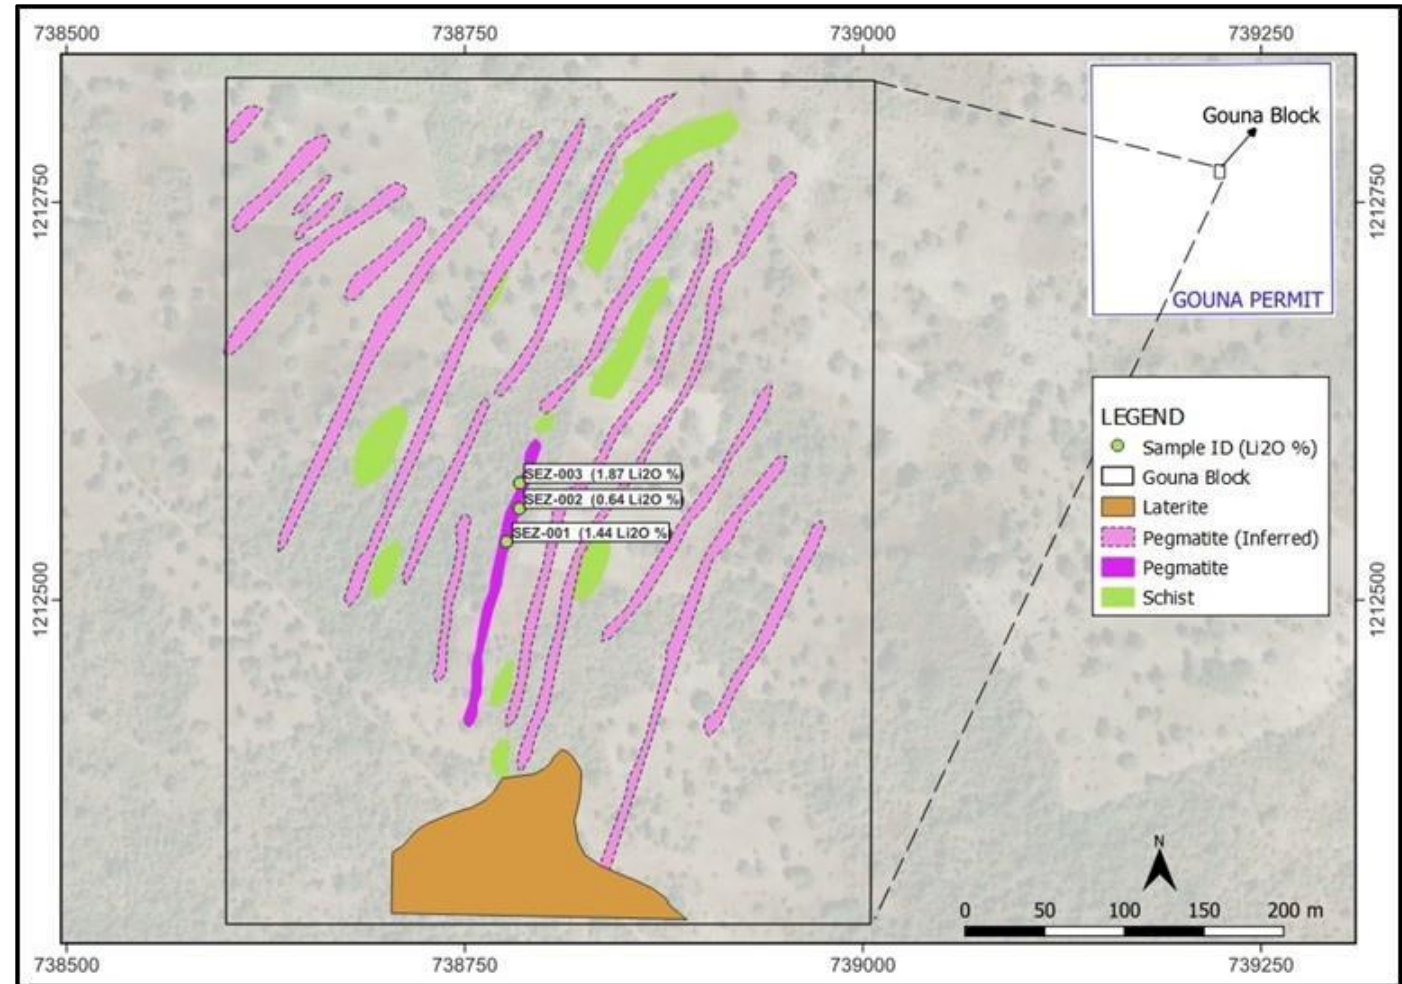 738500
738750
739000
739250
1212750
1212750
Gouna Block
GOUNA PERMIT
LEGEND
Sample ID (Li2O %)
Gouna Block
Laterite
Pegmatite (Inferred)
Pegmatite
Schist
SEZ-003 (1.87 Li2O %)
SEZ-002 (0.64 Li2O %)
SEZ-001 (1.44 Li2O %)
1212500
1212500
N
0 50 100 150 200 m
738500
738750
739000
739250